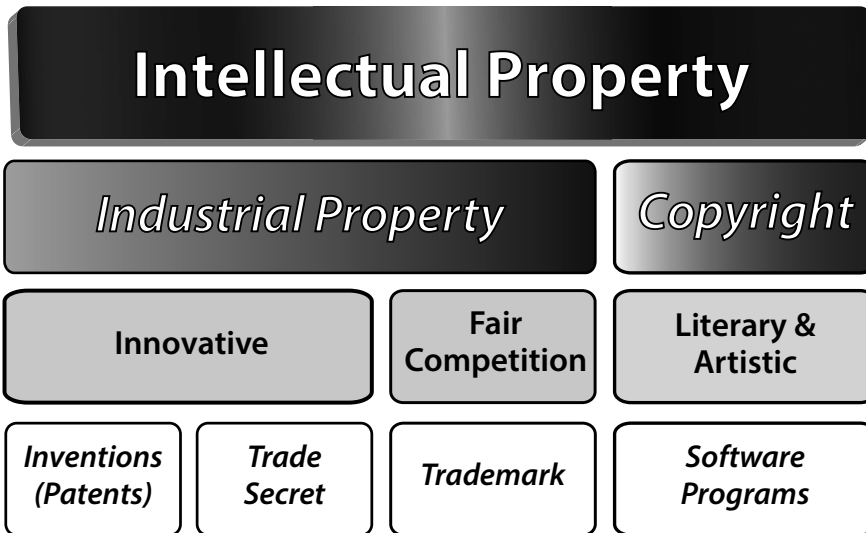 Intellectual Property
Industrial Property
Copyright
Innovative
Fair
Competition
Literary &
Artistic
Inventions
(Patents)
Trade
Secret
Trademark
Software
Programs